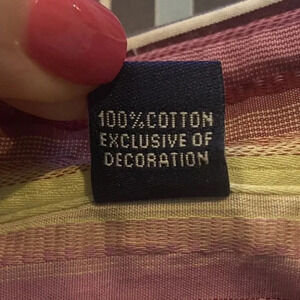 100%COTTON
EXCLUSIVE OF
DECORATION